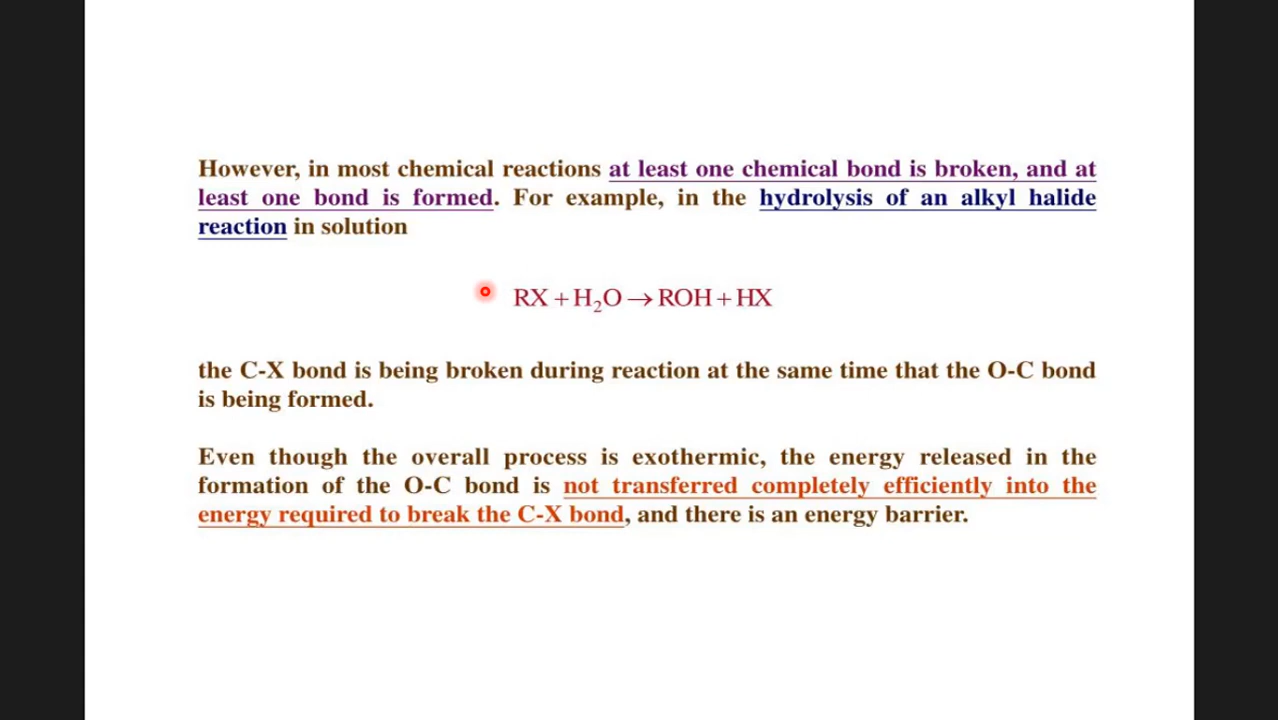 However, in most chemical reactions at least one chemical bond is broken, and at
least one bond is formed. For example, in the hydrolysis of an alkyl halide
reaction in solution
RX + H₂O → ROH + HX
the C-X bond is being broken during reaction at the same time that the O-C bond
is being formed.
Even though the overall process is exothermic, the energy released in the
formation of the O-C bond is not transferred completely efficiently into the
energy required to break the C-X bond, and there is an energy barrier.